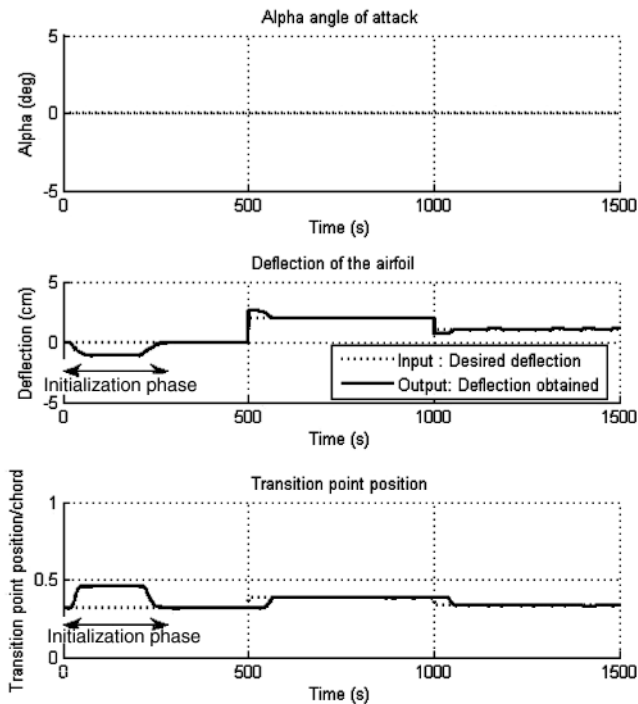 Alpha angle of attack
5
0
-5
Alpha (deg)
0 500 1000 1500
Time (s)
Deflection of the airfoil
5
0
-5
Deflection (cm)
Initialization phase
Input : Desired deflection
Output: Deflection obtained
0 500 1000 1500
Time (s)
Transition point position
1
0.5
0
Transition point position/chord
Initialization phase
0 500 1000 1500
Time (s)